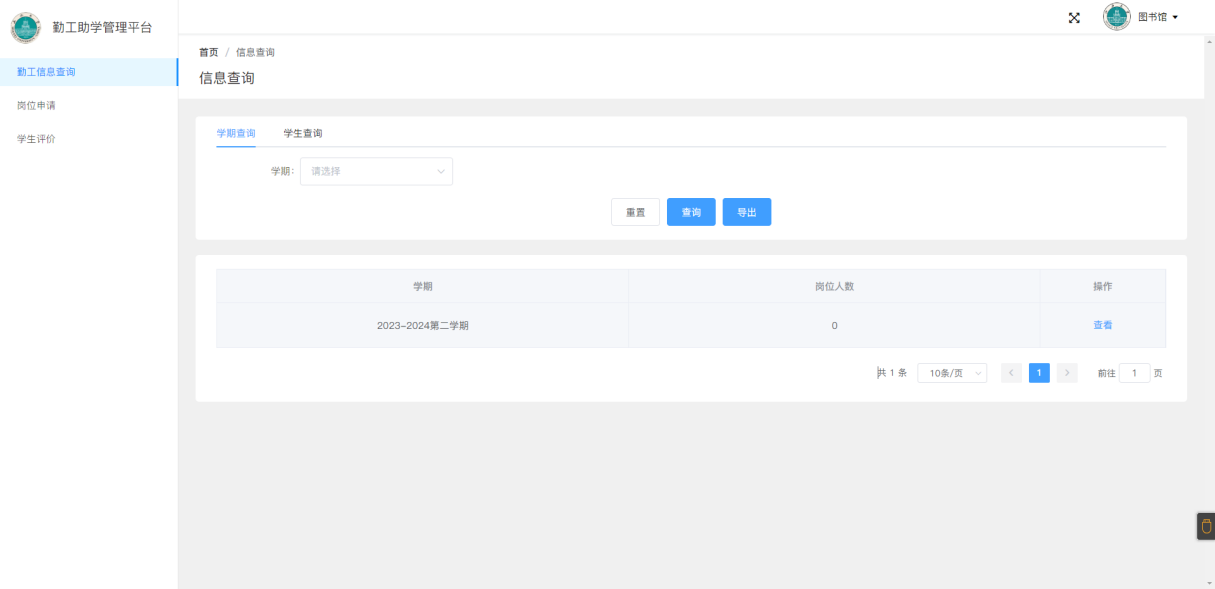 勤工助学管理平台
图书馆
勤工信息查询
岗位申请
学生评价
首页 / 信息查询
信息查询
学期查询 学生查询
学期: 请选择
重置 查询 导出
学期 岗位人数 操作
2023-2024第二学期 0 查看
共 1 条 10条/页 < 1 > 前往 1 页